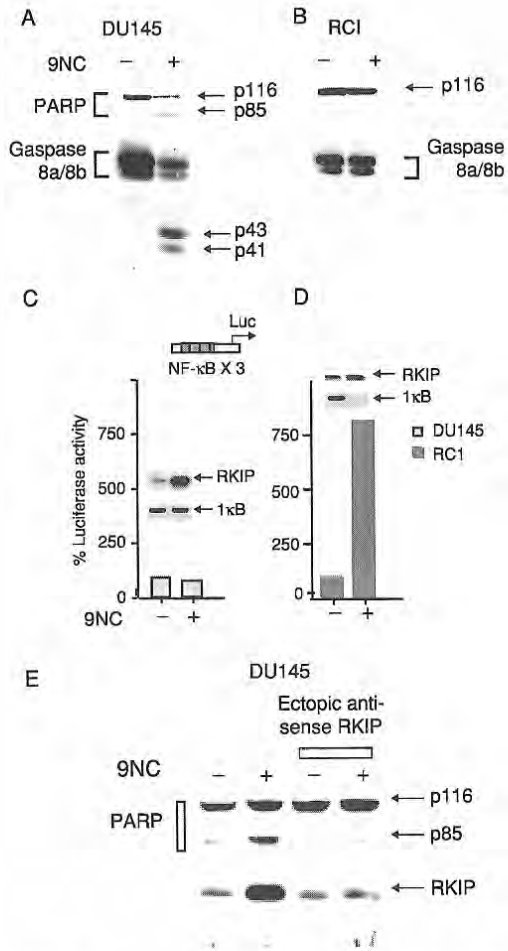 A
DU145
9NC
− +
PARP
p116
p85
Gaspase
8a/8b
p43
p41
B
RCI
− +
p116
Gaspase
8a/8b
C
Luc
NF-κB X 3
% Luciferase activity
750
500
250
0
RKIP
1κB
9NC
− +
D
RKIP
1κB
DU145
RC1
750
500
250
0
− +
E
DU145
Ectopic anti-
sense RKIP
9NC
− + − +
PARP
p116
p85
RKIP